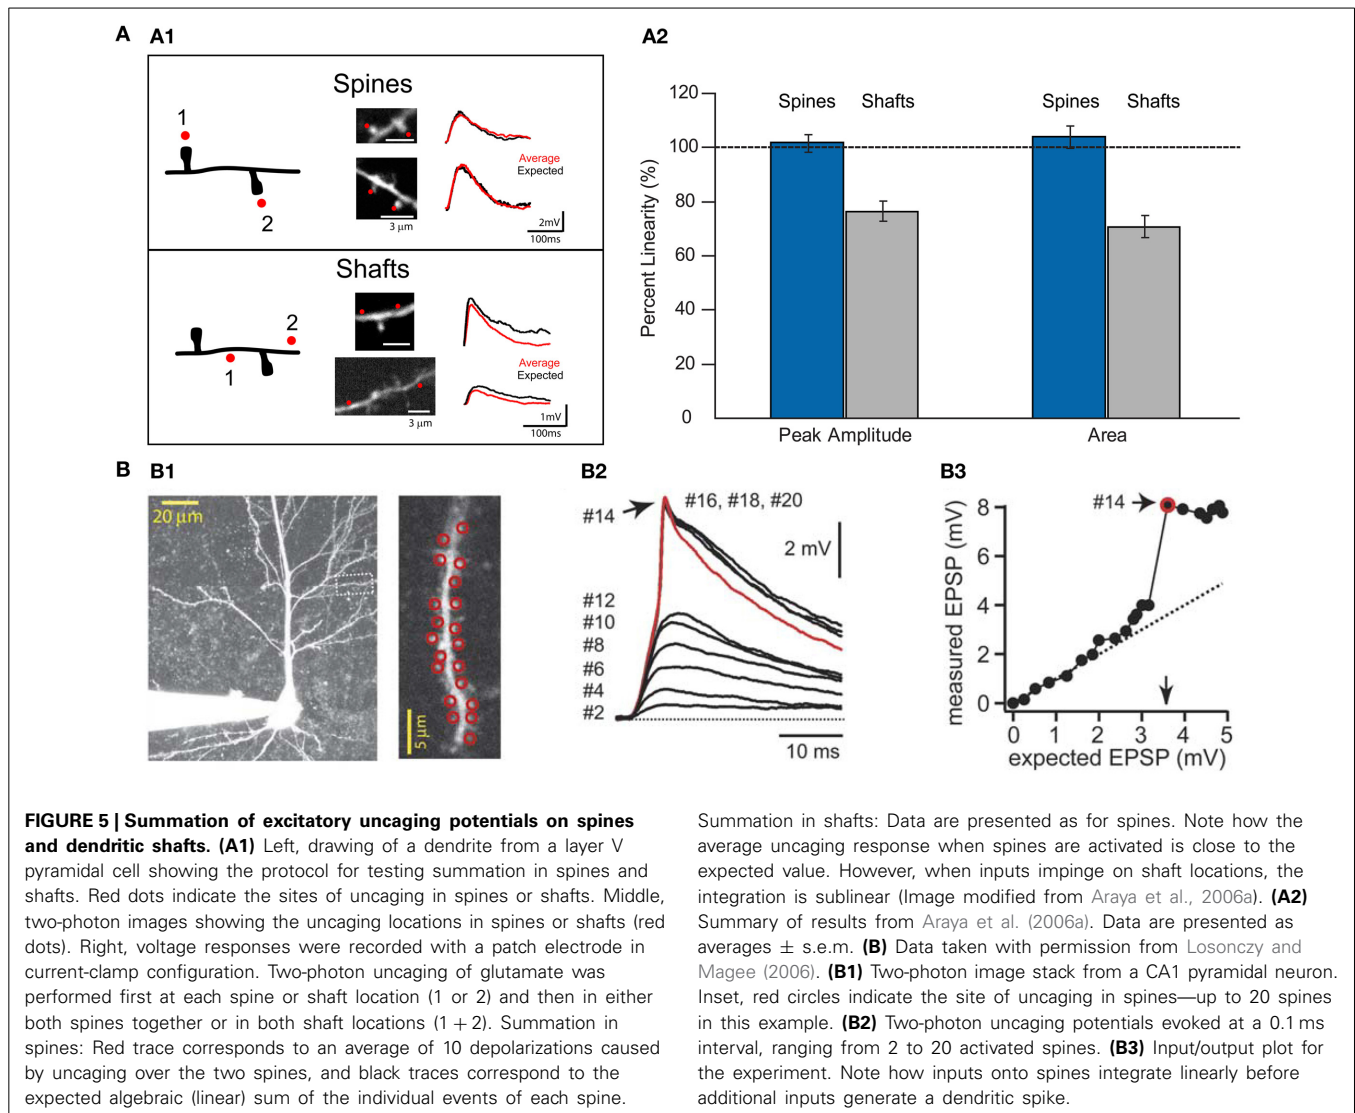 A A1
Spines
1
2
Average
Expected
3 µm
2mV
100ms
Shafts
2
1
Average
Expected
3 µm
1mV
100ms
A2
Percent Linearity (%)
120
100
80
60
40
20
0
Spines Shafts
Spines Shafts
Peak Amplitude
Area
B B1
20 µm
5 µm
B2
#14
#16, #18, #20
2 mV
#12
#10
#8
#6
#4
#2
10 ms
B3
#14
measured EPSP (mV)
8
6
4
2
0
0 1 2 3 4 5
expected EPSP (mV)
FIGURE 5 | Summation of excitatory uncaging potentials on spines
and dendritic shafts. (A1) Left, drawing of a dendrite from a layer V
pyramidal cell showing the protocol for testing summation in spines and
shafts. Red dots indicate the sites of uncaging in spines or shafts. Middle,
two-photon images showing the uncaging locations in spines or shafts (red
dots). Right, voltage responses were recorded with a patch electrode in
current-clamp configuration. Two-photon uncaging of glutamate was
performed first at each spine or shaft location (1 or 2) and then in either
both spines together or in both shaft locations (1 + 2). Summation in
spines: Red trace corresponds to an average of 10 depolarizations caused
by uncaging over the two spines, and black traces correspond to the
expected algebraic (linear) sum of the individual events of each spine.
Summation in shafts: Data are presented as for spines. Note how the
average uncaging response when spines are activated is close to the
expected value. However, when inputs impinge on shaft locations, the
integration is sublinear (Image modified from Araya et al., 2006a). (A2)
Summary of results from Araya et al. (2006a). Data are presented as
averages ± s.e.m. (B) Data taken with permission from Losonczy and
Magee (2006). (B1) Two-photon image stack from a CA1 pyramidal neuron.
Inset, red circles indicate the site of uncaging in spines—up to 20 spines
in this example. (B2) Two-photon uncaging potentials evoked at a 0.1 ms
interval, ranging from 2 to 20 activated spines. (B3) Input/output plot for
the experiment. Note how inputs onto spines integrate linearly before
additional inputs generate a dendritic spike.